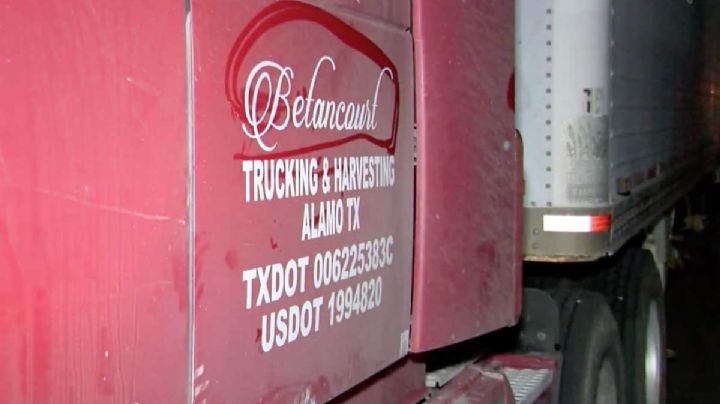 Betancourt
TRUCKING & HARVESTING
ALAMO TX
TXDOT 006225383C
USDOT 1994820